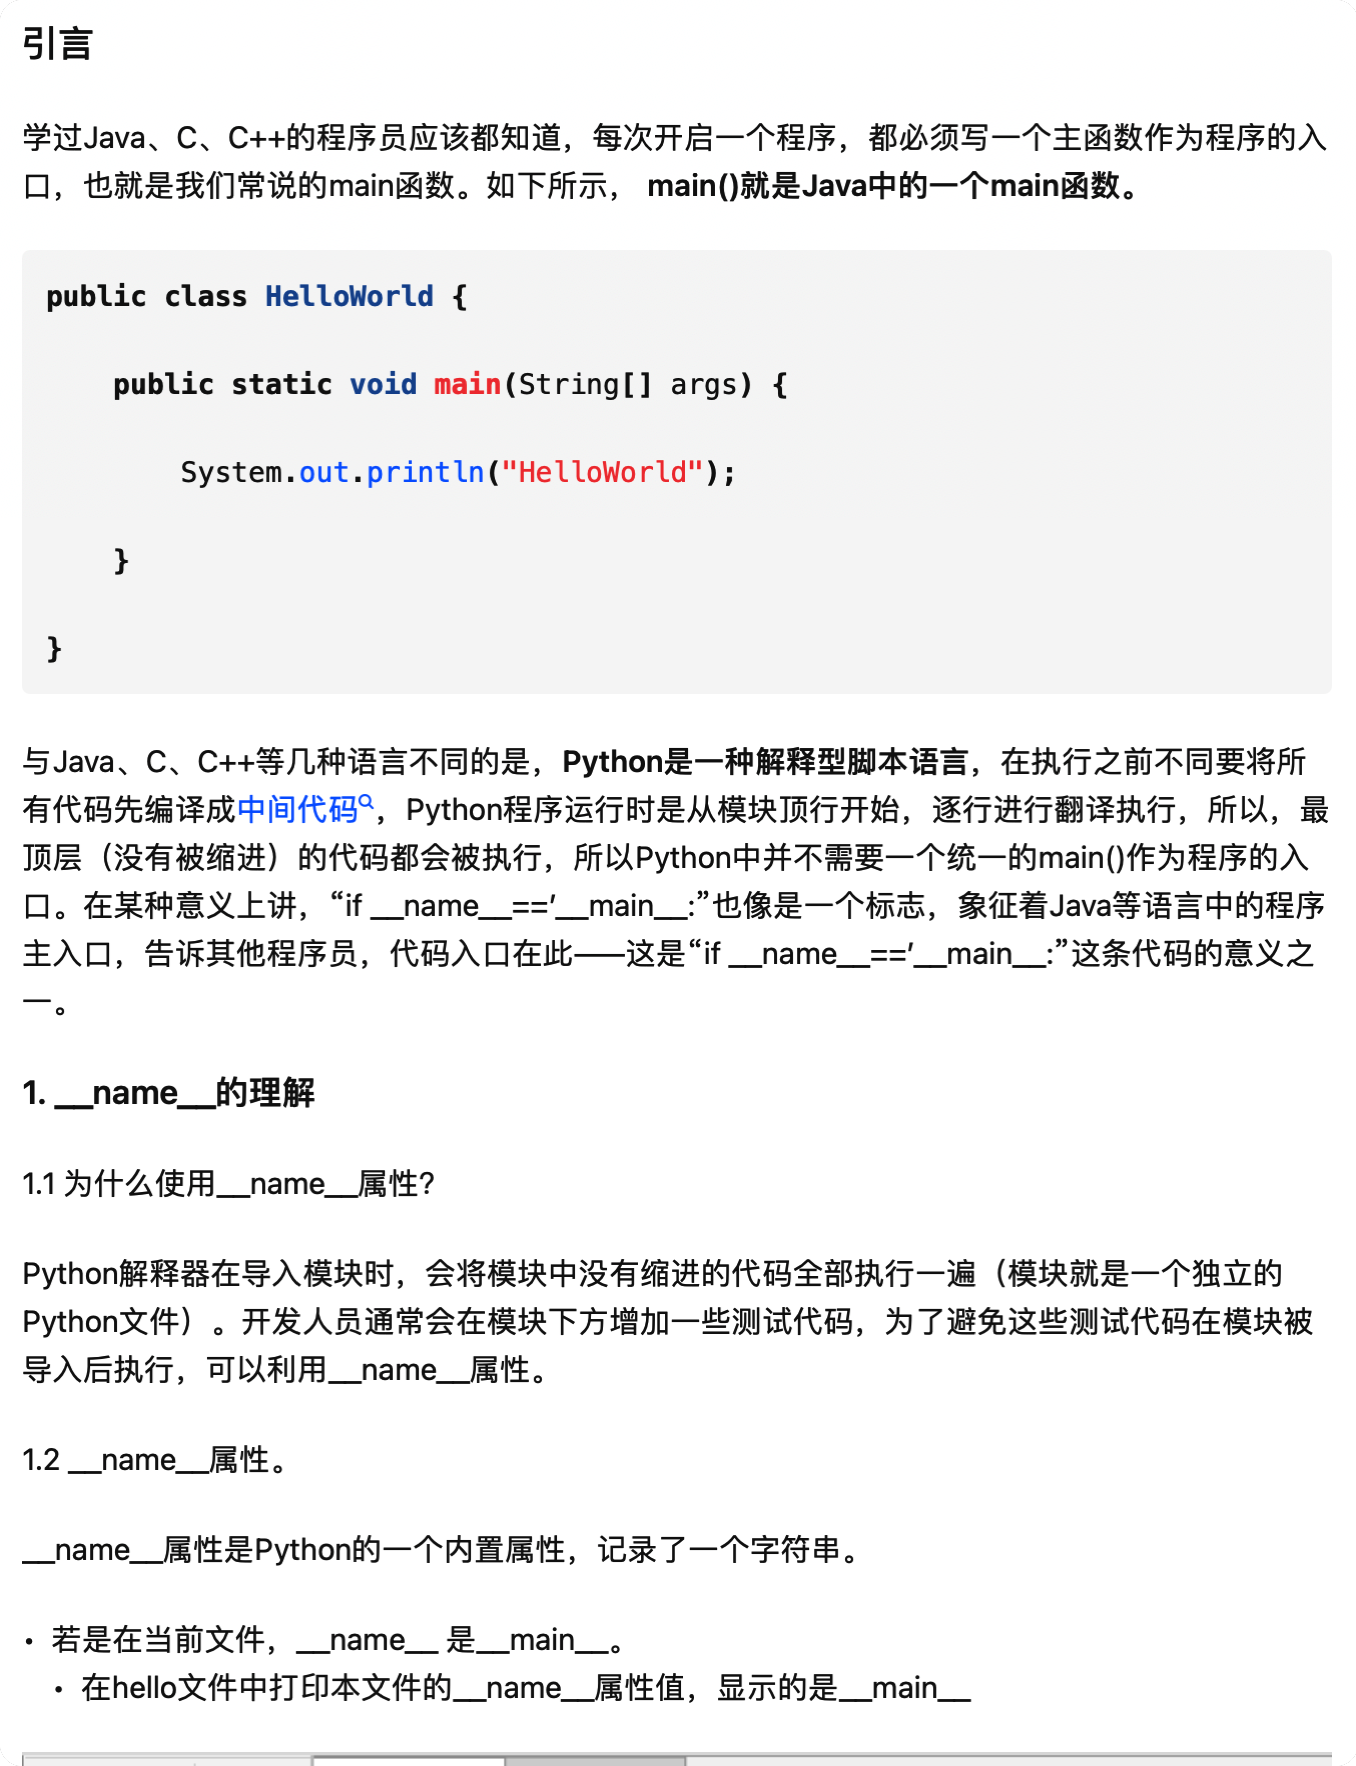 引言
学过Java、C、C++的程序员应该都知道，每次开启一个程序，都必须写一个主函数作为程序的入
口，也就是我们常说的main函数。如下所示， main()就是Java中的一个main函数。
public class HelloWorld {
    public static void main(String[] args) {
        System.out.println("HelloWorld");
    }
}
与Java、C、C++等几种语言不同的是，Python是一种解释型脚本语言，在执行之前不同要将所
有代码先编译成中间代码，Python程序运行时是从模块顶行开始，逐行进行翻译执行，所以，最
顶层（没有被缩进）的代码都会被执行，所以Python中并不需要一个统一的main()作为程序的入
口。在某种意义上讲，“if __name__==’__main__:”也像是一个标志，象征着Java等语言中的程序
主入口，告诉其他程序员，代码入口在此——这是“if __name__==’__main__:”这条代码的意义之
一。
1. __name__的理解
1.1 为什么使用__name__属性?
Python解释器在导入模块时，会将模块中没有缩进的代码全部执行一遍（模块就是一个独立的
Python文件）。开发人员通常会在模块下方增加一些测试代码，为了避免这些测试代码在模块被
导入后执行，可以利用__name__属性。
1.2 __name__属性。
__name__属性是Python的一个内置属性，记录了一个字符串。
• 若是在当前文件，__name__ 是__main__。
• 在hello文件中打印本文件的__name__属性值，显示的是__main__